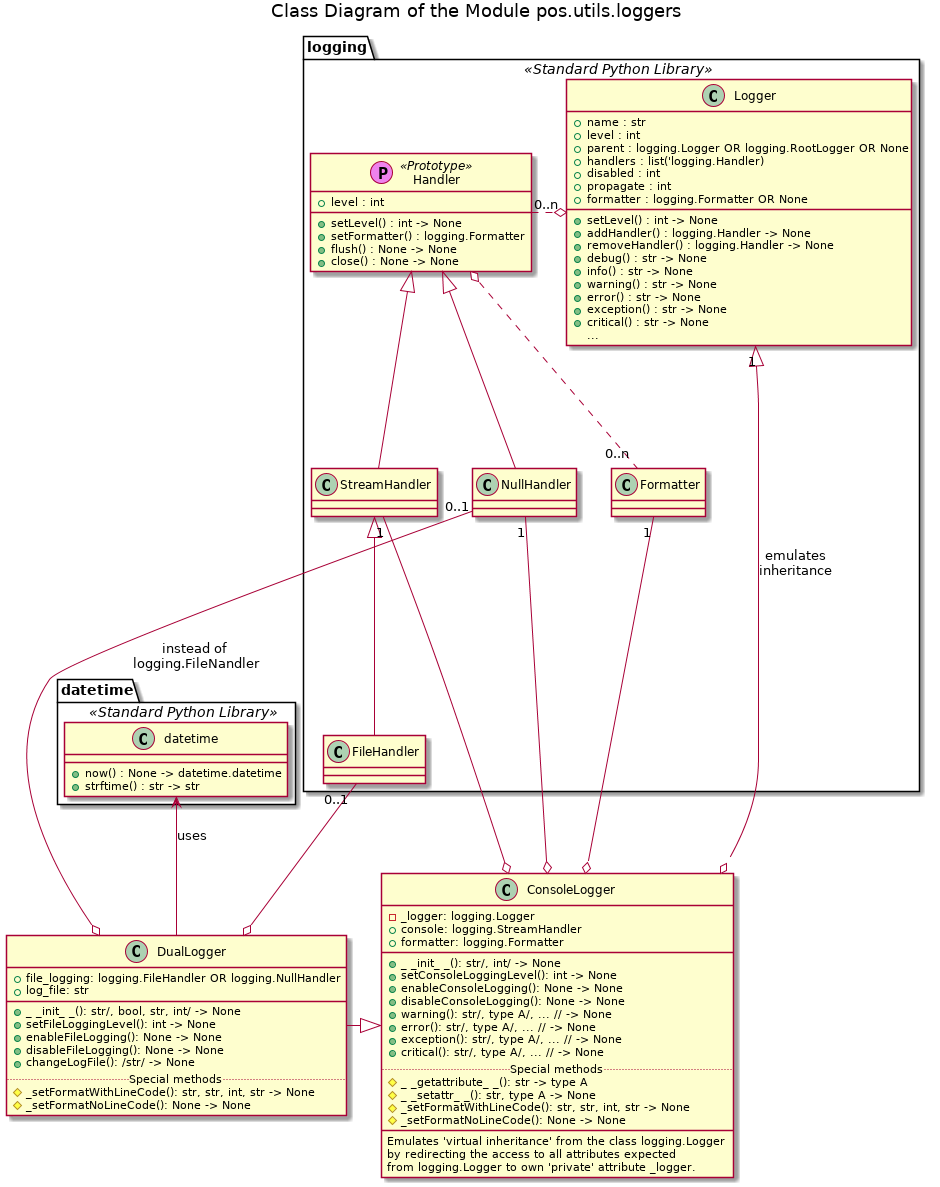 Class Diagram of the Module pos.utils.loggers
logging
«Standard Python Library»
C Logger
name : str
level : int
parent : logging.Logger OR logging.RootLogger OR None
handlers : list('logging.Handler)
disabled : int
propagate : int
formatter : logging.Formatter OR None
setLevel() : int -> None
addHandler() : logging.Handler -> None
removeHandler() : logging.Handler -> None
debug() : str -> None
info() : str -> None
warning() : str -> None
error() : str -> None
exception() : str -> None
critical() : str -> None
...
P «Prototype»
Handler
level : int
setLevel() : int -> None
setFormatter() : logging.Formatter
flush() : None -> None
close() : None -> None
0..n
1
0..n
C StreamHandler
C NullHandler
C Formatter
0..1
1
1
1
emulates
inheritance
instead of
logging.FileNandler
datetime
«Standard Python Library»
C datetime
now() : None -> datetime.datetime
strftime() : str -> str
C FileHandler
0..1
uses
C DualLogger
file_logging: logging.FileHandler OR logging.NullHandler
log_file: str
_ _init_ _(): str/, bool, str, int/ -> None
setFileLoggingLevel(): int -> None
enableFileLogging(): None -> None
disableFileLogging(): None -> None
changeLogFile(): /str/ -> None
Special methods
_setFormatWithLineCode(): str, str, int, str -> None
_setFormatNoLineCode(): None -> None
C ConsoleLogger
_logger: logging.Logger
console: logging.StreamHandler
formatter: logging.Formatter
_ _init_ _(): str/, int/ -> None
setConsoleLoggingLevel(): int -> None
enableConsoleLogging(): None -> None
disableConsoleLogging(): None -> None
warning(): str/, type A/, ... // -> None
error(): str/, type A/, ... // -> None
exception(): str/, type A/, ... // -> None
critical(): str/, type A/, ... // -> None
Special methods
_ _getattribute_ _(): str -> type A
_ _setattr_ _(): str, type A -> None
_setFormatWithLineCode(): str, str, int, str -> None
_setFormatNoLineCode(): None -> None
Emulates 'virtual inheritance' from the class logging.Logger
by redirecting the access to all attributes expected
from logging.Logger to own 'private' attribute _logger.